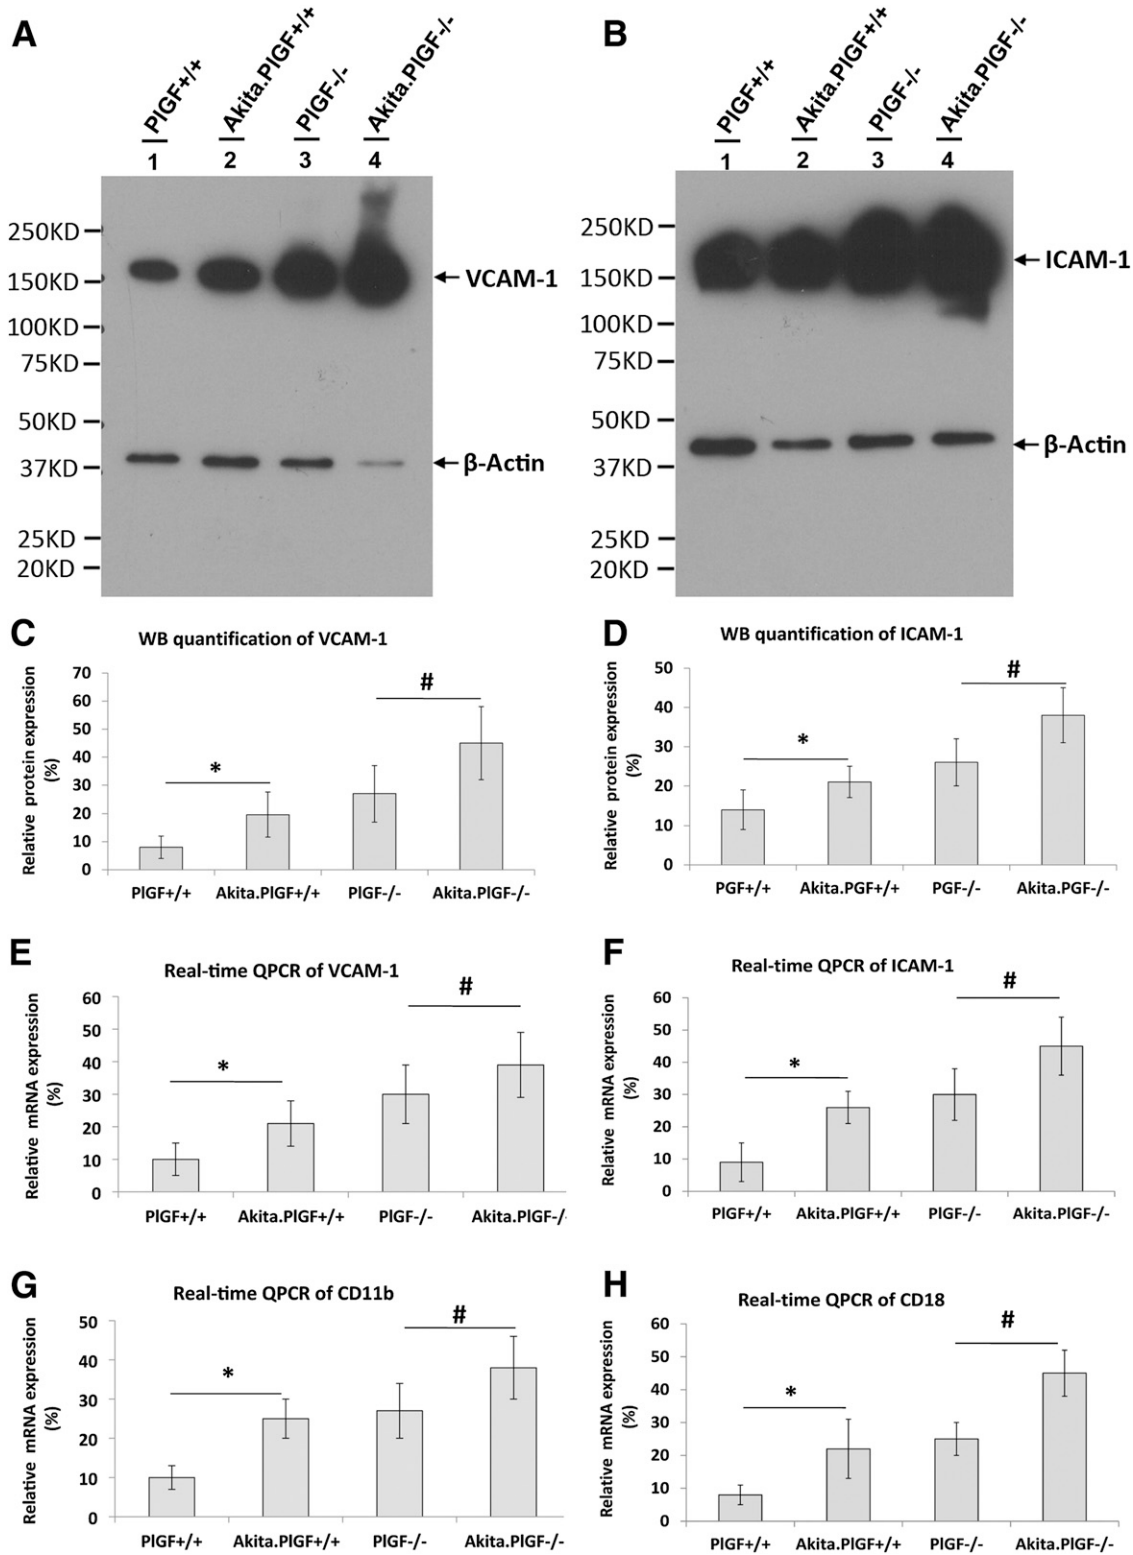 A
PlGF+/+
Akita.PlGF+/+
PlGF-/-
Akita.PlGF-/-
1 2 3 4
250KD
150KD
100KD
75KD
50KD
37KD
25KD
20KD
VCAM-1
β-Actin
B
PlGF+/+
Akita.PlGF+/+
PlGF-/-
Akita.PlGF-/-
1 2 3 4
250KD
150KD
100KD
75KD
50KD
37KD
25KD
20KD
ICAM-1
β-Actin
C
WB quantification of VCAM-1
Relative protein expression
(%)
70
60
50
40
30
20
10
0
*
#
PlGF+/+ Akita.PlGF+/+ PlGF-/- Akita.PlGF-/-
D
WB quantification of ICAM-1
Relative protein expression
(%)
50
40
30
20
10
0
*
#
PGF+/+ Akita.PGF+/+ PGF-/- Akita.PGF-/-
E
Real-time QPCR of VCAM-1
Relative mRNA expression
(%)
60
50
40
30
20
10
0
*
#
PlGF+/+ Akita.PlGF+/+ PlGF-/- Akita.PlGF-/-
F
Real-time QPCR of ICAM-1
Relative mRNA expression
(%)
60
50
40
30
20
10
0
*
#
PlGF+/+ Akita.PlGF+/+ PlGF-/- Akita.PlGF-/-
G
Real-time QPCR of CD11b
Relative mRNA expression
(%)
50
40
30
20
10
0
*
#
PlGF+/+ Akita.PlGF+/+ PlGF-/- Akita.PlGF-/-
H
Real-time QPCR of CD18
Relative mRNA expression
(%)
60
50
40
30
20
10
0
*
#
PlGF+/+ Akita.PlGF+/+ PlGF-/- Akita.PlGF-/-